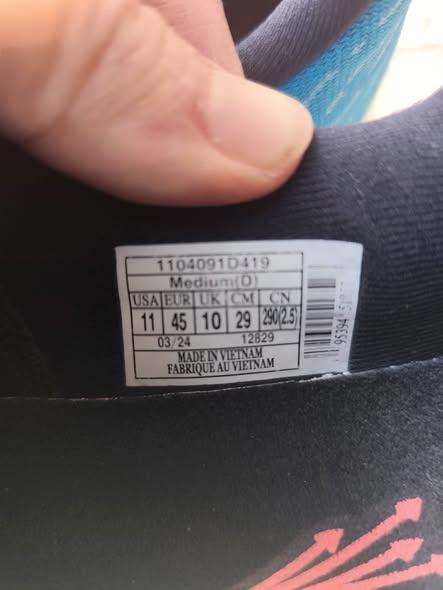 1104091D419
Medium(D)
USA EUR UK CM CN
11 45 10 29 290(2.5)
03/24 12829
MADE IN VIETNAM
FABRIQUE AU VIETNAM
95394